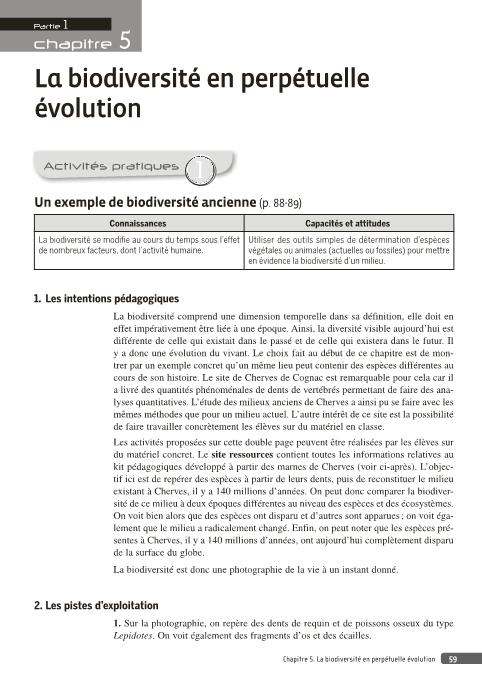 Partie 1
chapitre 5
La biodiversité en perpétuelle
évolution
Activités pratiques 1
Un exemple de biodiversité ancienne (p. 88-89)
Connaissances
Capacités et attitudes
La biodiversité se modifie au cours du temps sous l'effet
de nombreux facteurs, dont l'activité humaine.
Utiliser des outils simples de détermination d'espèces
végétales ou animales (actuelles ou fossiles) pour mettre
en évidence la biodiversité d'un milieu.
1. Les intentions pédagogiques
La biodiversité comprend une dimension temporelle dans sa définition, elle doit en
effet impérativement être liée à une époque. Ainsi, la diversité visible aujourd'hui est
différente de celle qui existait dans le passé et de celle qui existera dans le futur. Il
y a donc une évolution du vivant. Le choix fait au début de ce chapitre est de mon-
trer par un exemple concret qu'un même lieu peut contenir des espèces différentes au
cours de son histoire. Le site de Cherves de Cognac est remarquable pour cela car il
a livré des quantités phénoménales de dents de vertébrés permettant de faire des ana-
lyses quantitatives. L'étude des milieux anciens de Cherves a ainsi pu se faire avec les
mêmes méthodes que pour un milieu actuel. L'autre intérêt de ce site est la possibilité
de faire travailler concrètement les élèves sur du matériel en classe.
Les activités proposées sur cette double page peuvent être réalisées par les élèves sur
du matériel concret. Le site ressources contient toutes les informations relatives au
kit pédagogiques développé à partir des marnes de Cherves (voir ci-après). L'objec-
tif ici est de repérer des espèces à partir de leurs dents, puis de reconstituer le milieu
existant à Cherves, il y a 140 millions d'années. On peut donc comparer la biodiver-
sité de ce milieu à deux époques différentes au niveau des espèces et des écosystèmes.
On voit bien alors que des espèces ont disparu et d'autres sont apparues ; on voit éga-
lement que le milieu a radicalement changé. Enfin, on peut noter que les espèces pré-
sentes à Cherves, il y a 140 millions d'années, ont aujourd'hui complètement disparu
de la surface du globe.
La biodiversité est donc une photographie de la vie à un instant donné.
2. Les pistes d'exploitation
1. Sur la photographie, on repère des dents de requin et de poissons osseux du type
Lepidotes. On voit également des fragments d'os et des écailles.
Chapitre 5. La biodiversité en perpétuelle évolution 59